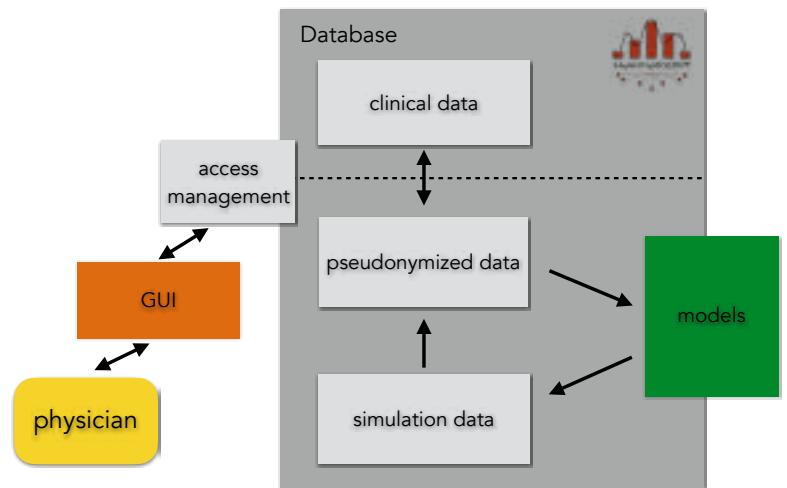 Database
clinical data
access
management
pseudonymized data
GUI
models
physician
simulation data